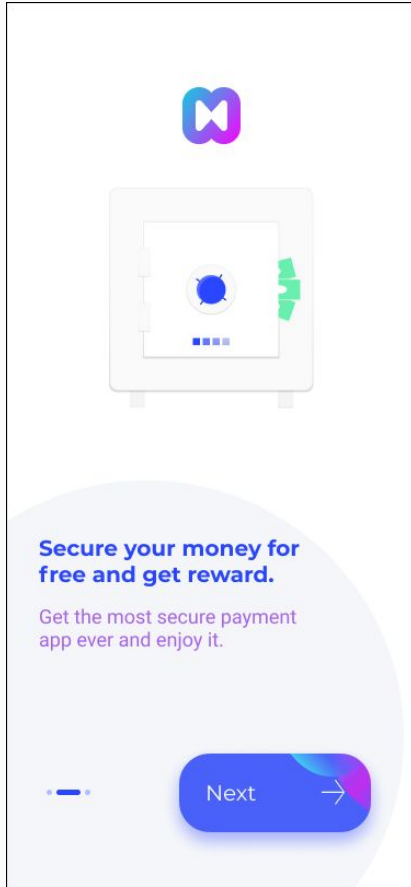 Secure your money for
free and get reward.
Get the most secure payment
app ever and enjoy it.
Next